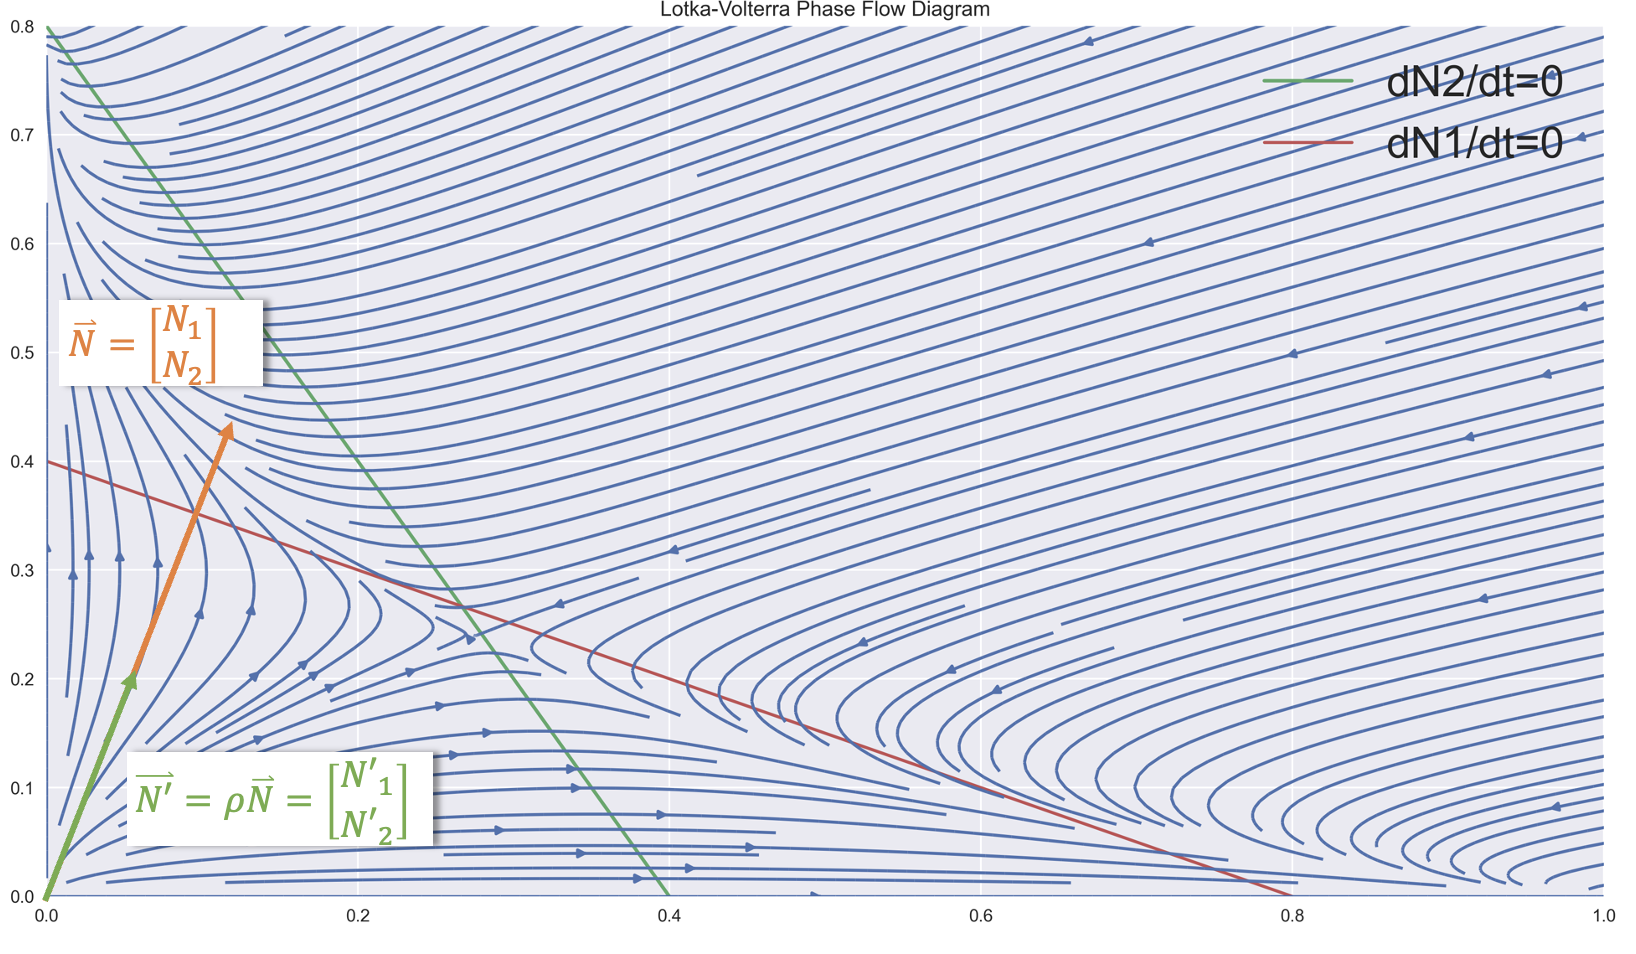 Lotka-Volterra Phase Flow Diagram
0.8
dN2/dt=0
0.7
dN1/dt=0
0.6
0.5
N⃗ = [N₁
N₂]
0.4
0.3
0.2
0.1
N'⃗ = ρN⃗ = [N'₁
N'₂]
0.0
0.0 0.2 0.4 0.6 0.8 1.0